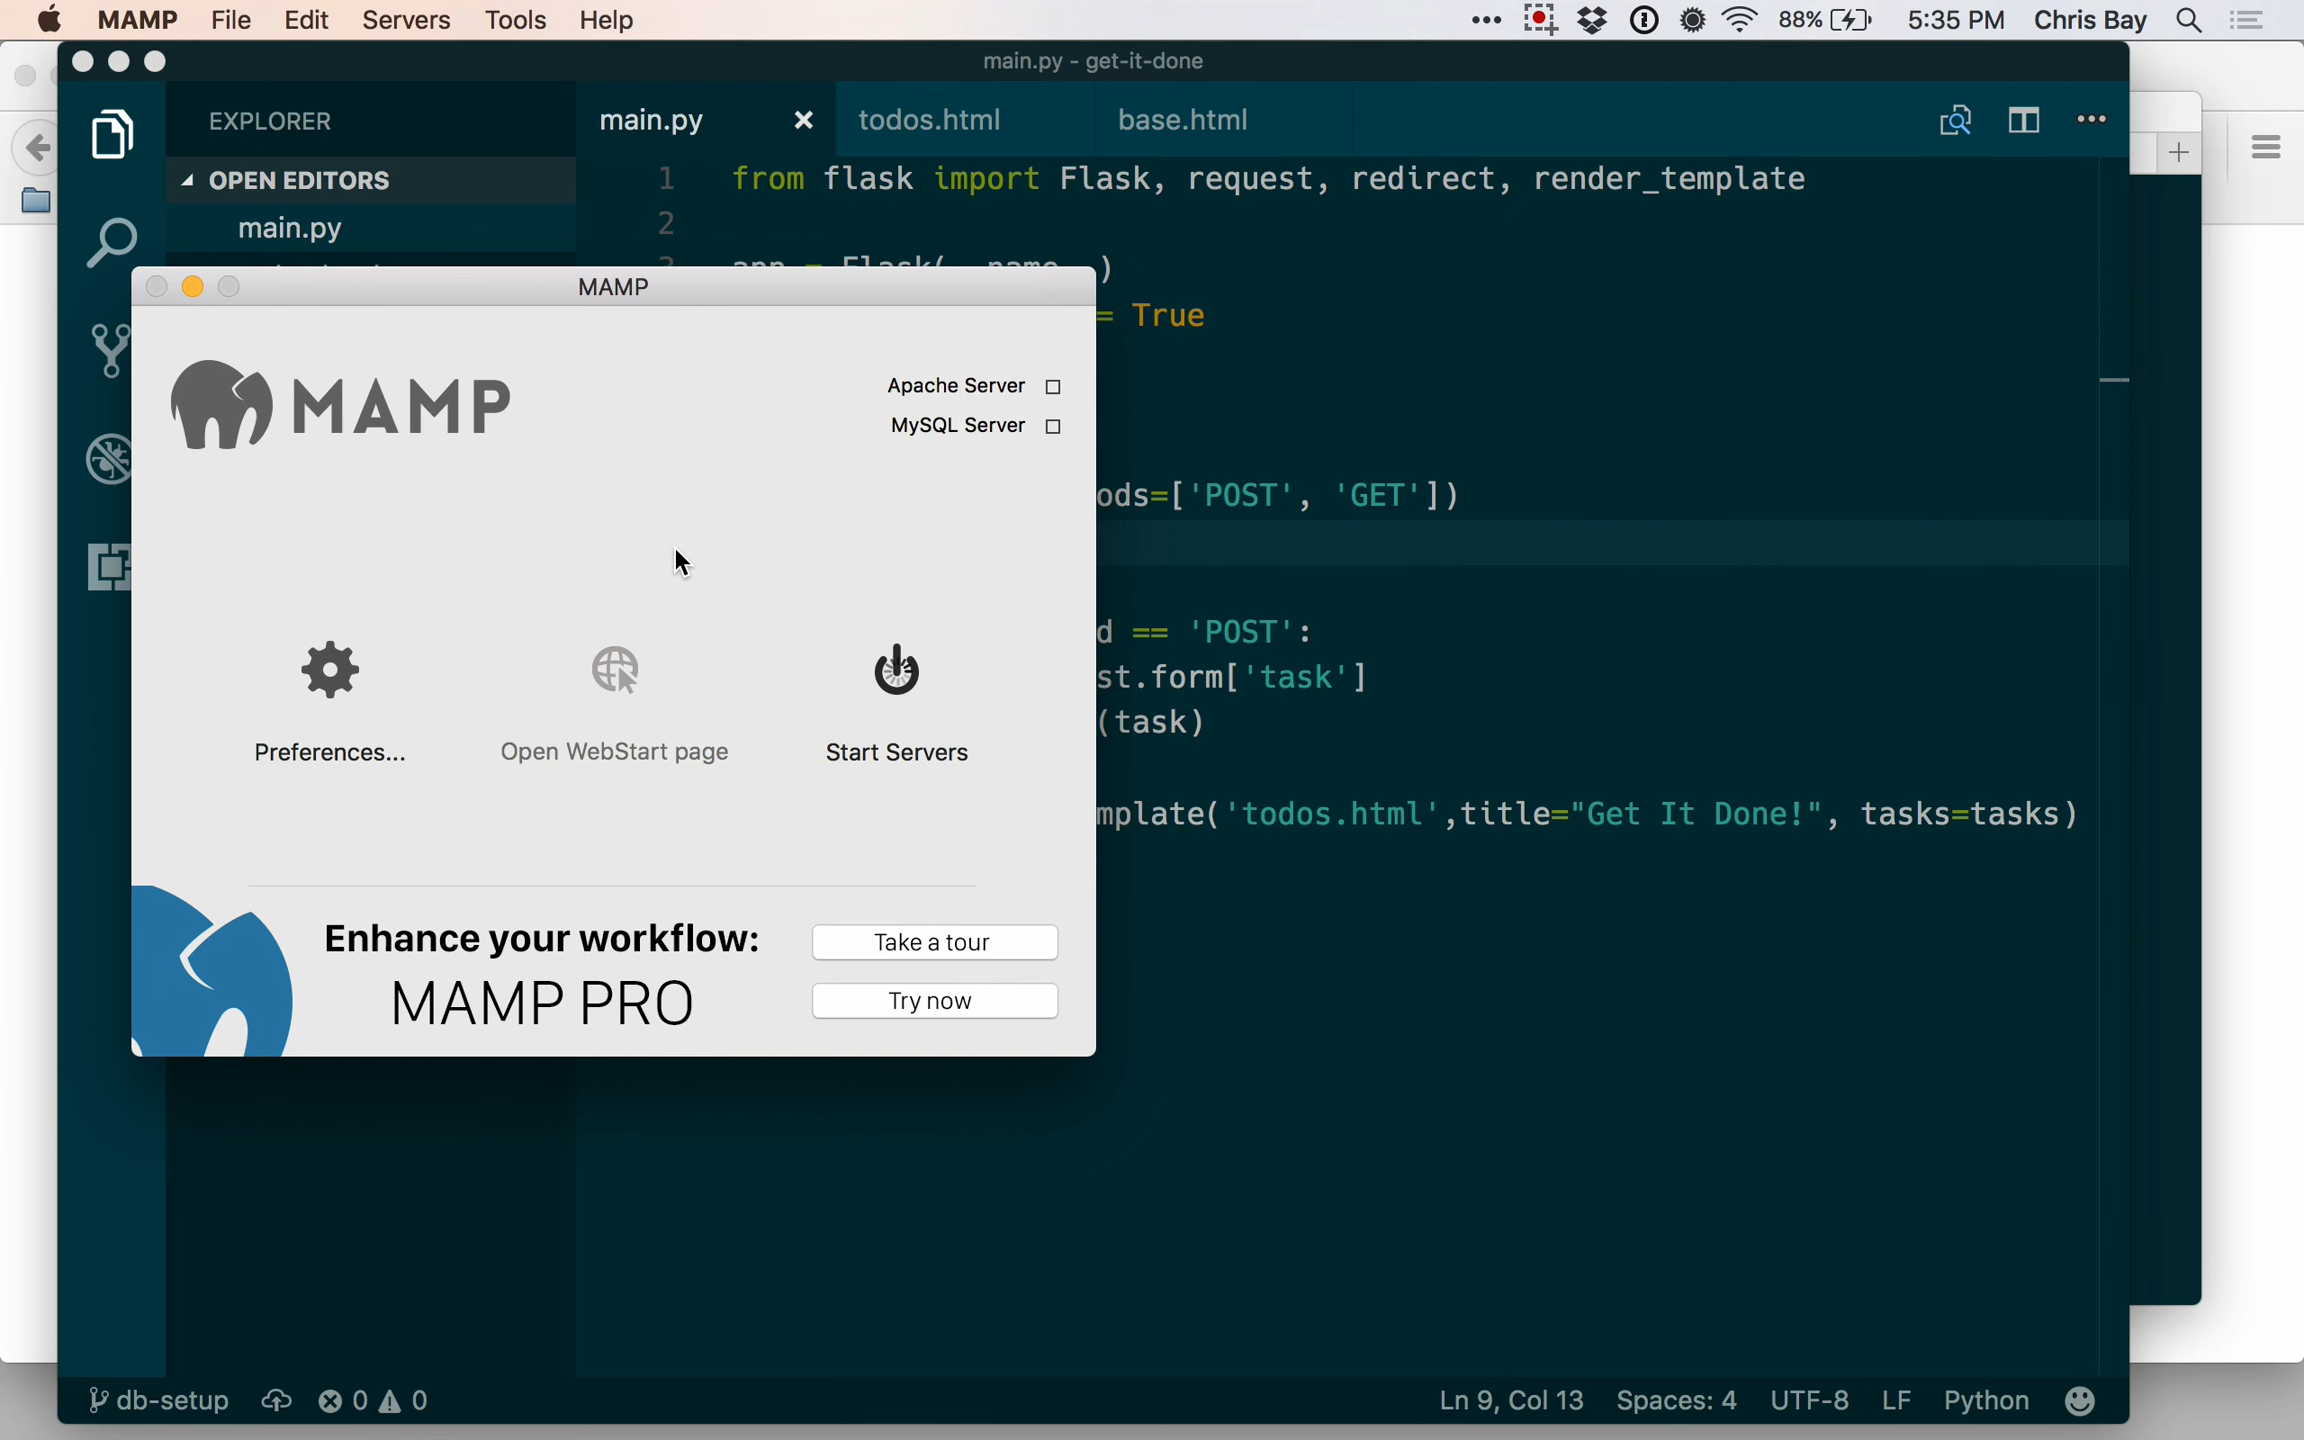 MAMP File Edit Servers Tools Help 88% 5:35 PM Chris Bay
main.py - get-it-done
EXPLORER
OPEN EDITORS
main.py
main.py todos.html base.html
1 from flask import Flask, request, redirect, render_template
2
= True
ods=['POST', 'GET'])
d == 'POST':
st.form['task']
(task)
mplate('todos.html',title="Get It Done!", tasks=tasks)
MAMP
MAMP
Apache Server
MySQL Server
Preferences...
Open WebStart page
Start Servers
Enhance your workflow:
MAMP PRO
Take a tour
Try now
db-setup 0 0 Ln 9, Col 13 Spaces: 4 UTF-8 LF Python